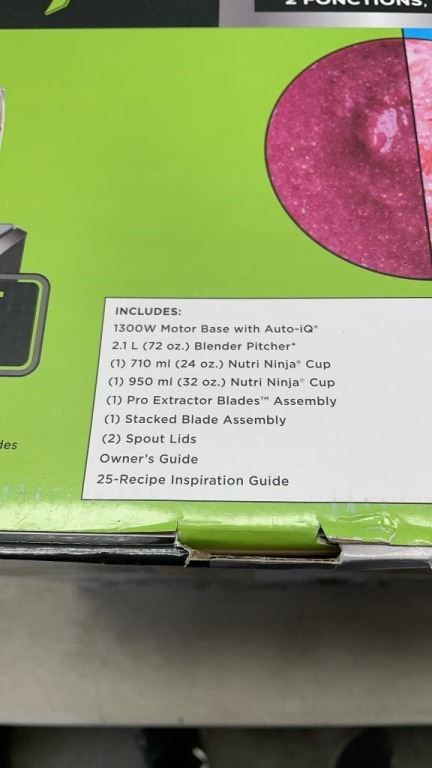 2 FUNCTIONS,
INCLUDES:
1300W Motor Base with Auto-iQ®
2.1 L (72 oz.) Blender Pitcher*
(1) 710 ml (24 oz.) Nutri Ninja® Cup
(1) 950 ml (32 oz.) Nutri Ninja® Cup
(1) Pro Extractor Blades™ Assembly
(1) Stacked Blade Assembly
(2) Spout Lids
Owner's Guide
25-Recipe Inspiration Guide